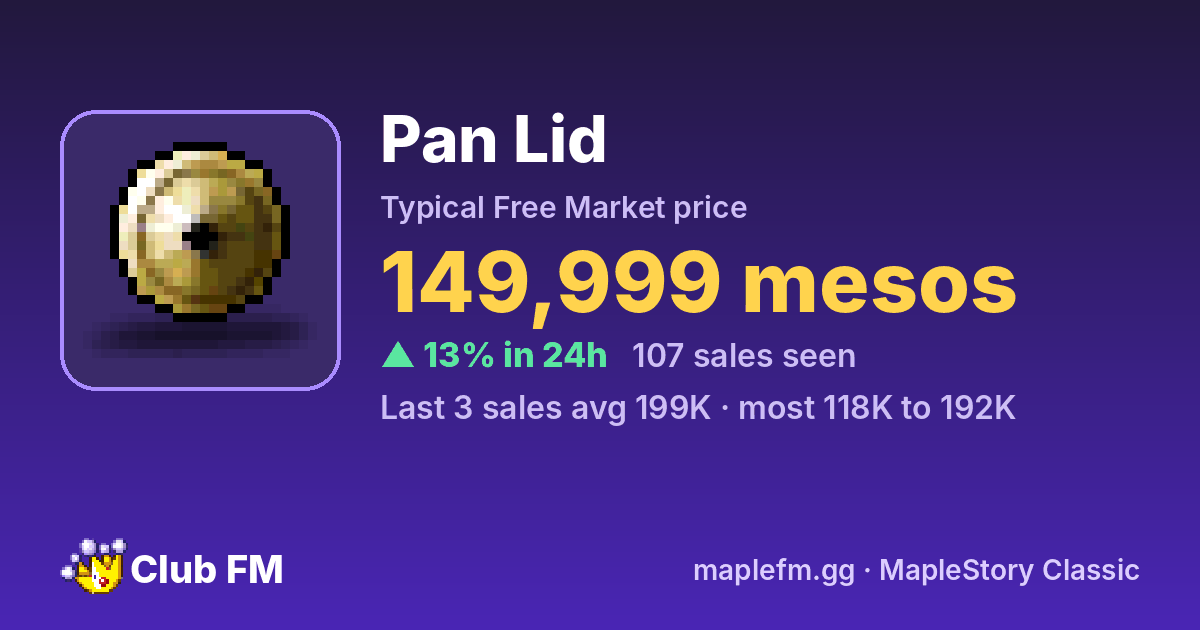 Pan Lid
Typical Free Market price
149,999 mesos
▲ 13% in 24h 107 sales seen
Last 3 sales avg 199K · most 118K to 192K
Club FM
maplefm.gg · MapleStory Classic